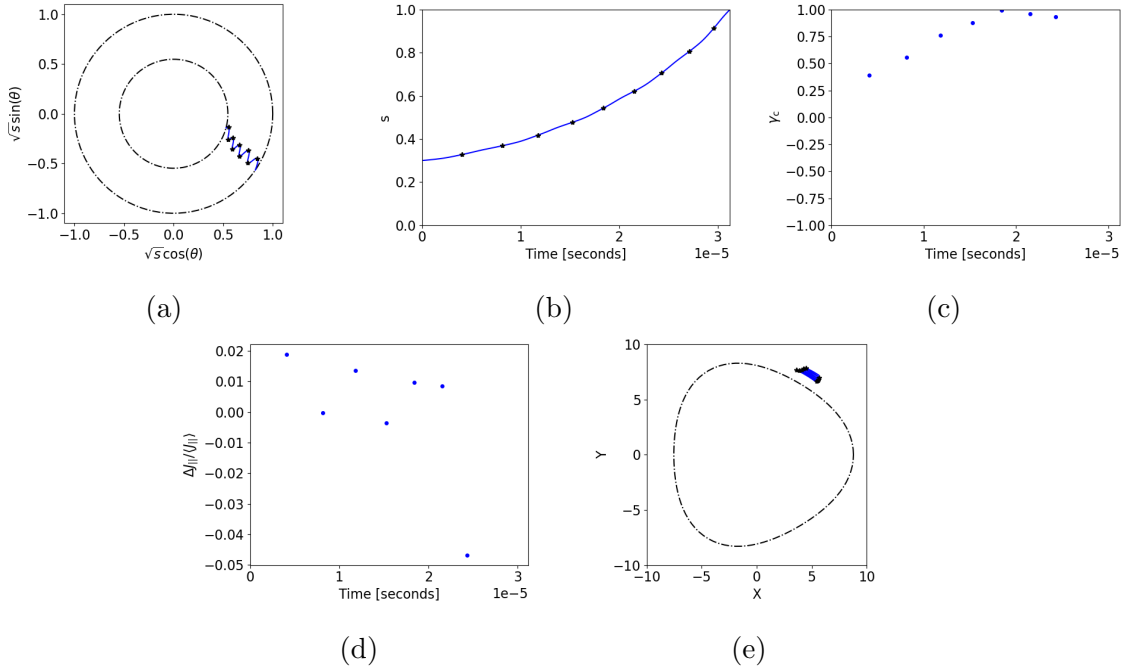 1.0
0.5
0.0
−0.5
−1.0
√s sin(θ)
−1.0 −0.5 0.0 0.5 1.0
√s cos(θ)
(a)
1.0
0.8
0.6
0.4
0.2
0.0
s
0 1 2 3
Time [seconds] 1e−5
(b)
1.00
0.75
0.50
0.25
0.00
−0.25
−0.50
−0.75
−1.00
γc
0 1 2 3
Time [seconds] 1e−5
(c)
0.02
0.01
0.00
−0.01
−0.02
−0.03
−0.04
−0.05
ΔJ||/⟨J||⟩
0 1 2 3
Time [seconds] 1e−5
(d)
10
5
0
−5
−10
Y
−10 −5 0 5 10
X
(e)